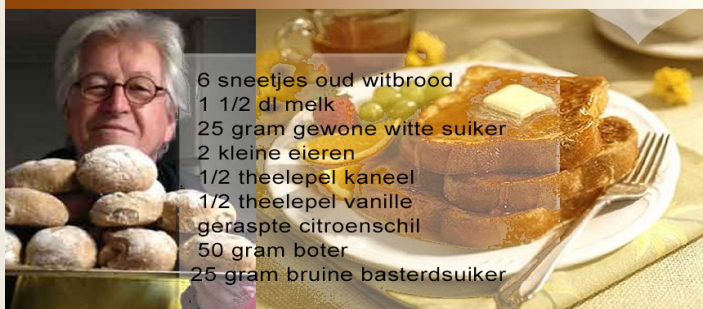 6 sneetjes oud witbrood
1 1/2 dl melk
25 gram gewone witte suiker
2 kleine eieren
1/2 theelepel kaneel
1/2 theelepel vanille
geraspte citroenschil
50 gram boter
25 gram bruine basterdsuiker